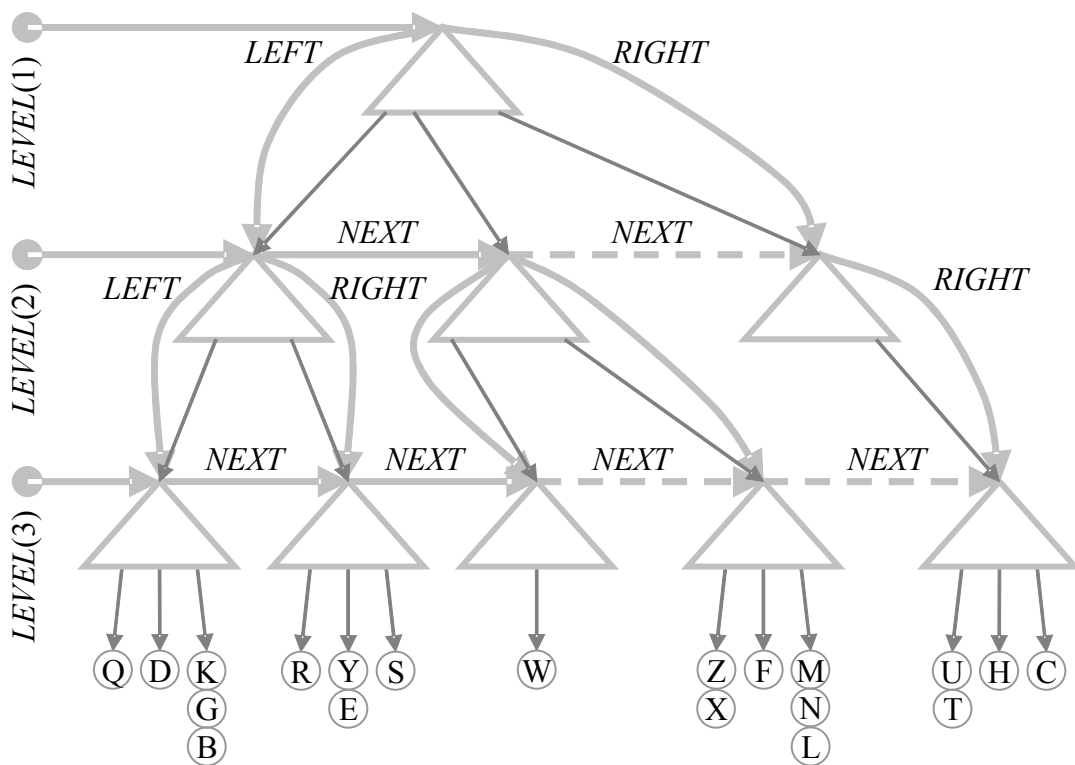 LEVEL(1)
LEFT
RIGHT
LEVEL(2)
NEXT
NEXT
LEFT
RIGHT
RIGHT
LEVEL(3)
NEXT
NEXT
NEXT
NEXT
Q D K R Y S W Z F M U H C
G E X N T
B L